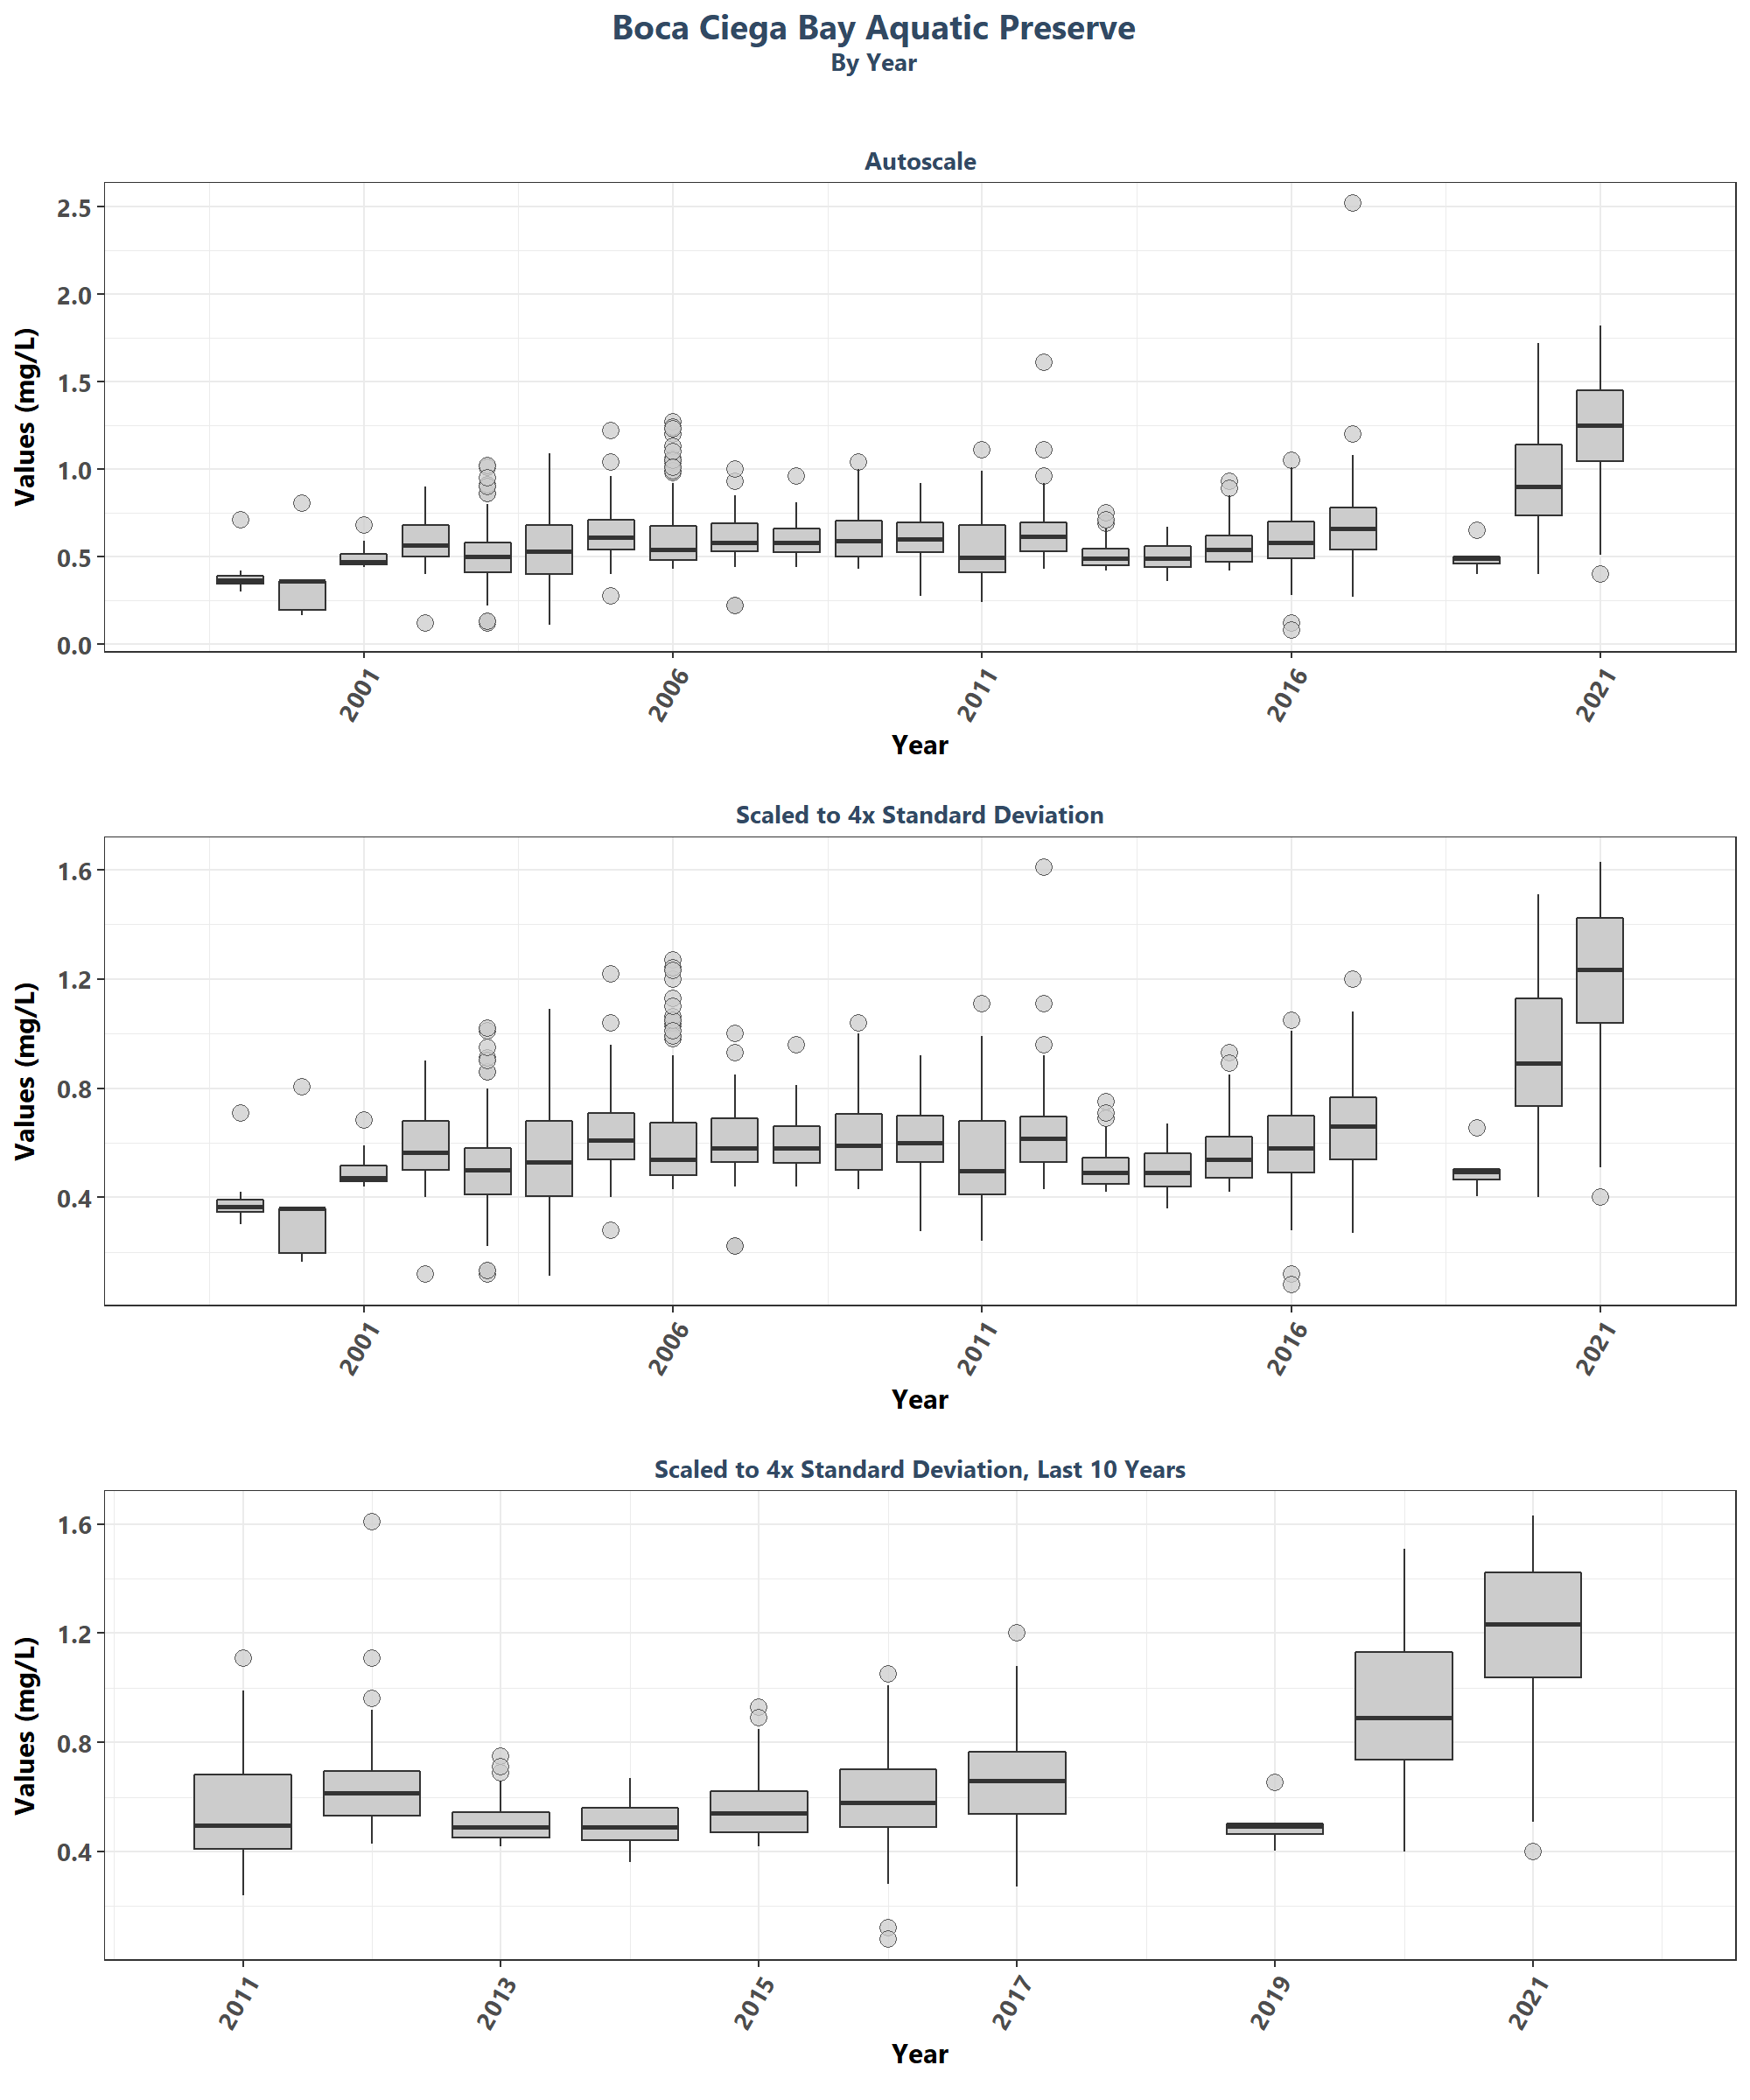 Boca Ciega Bay Aquatic Preserve
By Year
Autoscale
Values (mg/L)
2.5
2.0
1.5
1.0
0.5
0.0
2001 2006 2011 2016 2021
Year
Scaled to 4x Standard Deviation
Values (mg/L)
1.6
1.2
0.8
0.4
2001 2006 2011 2016 2021
Year
Scaled to 4x Standard Deviation, Last 10 Years
Values (mg/L)
1.6
1.2
0.8
0.4
2011 2013 2015 2017 2019 2021
Year